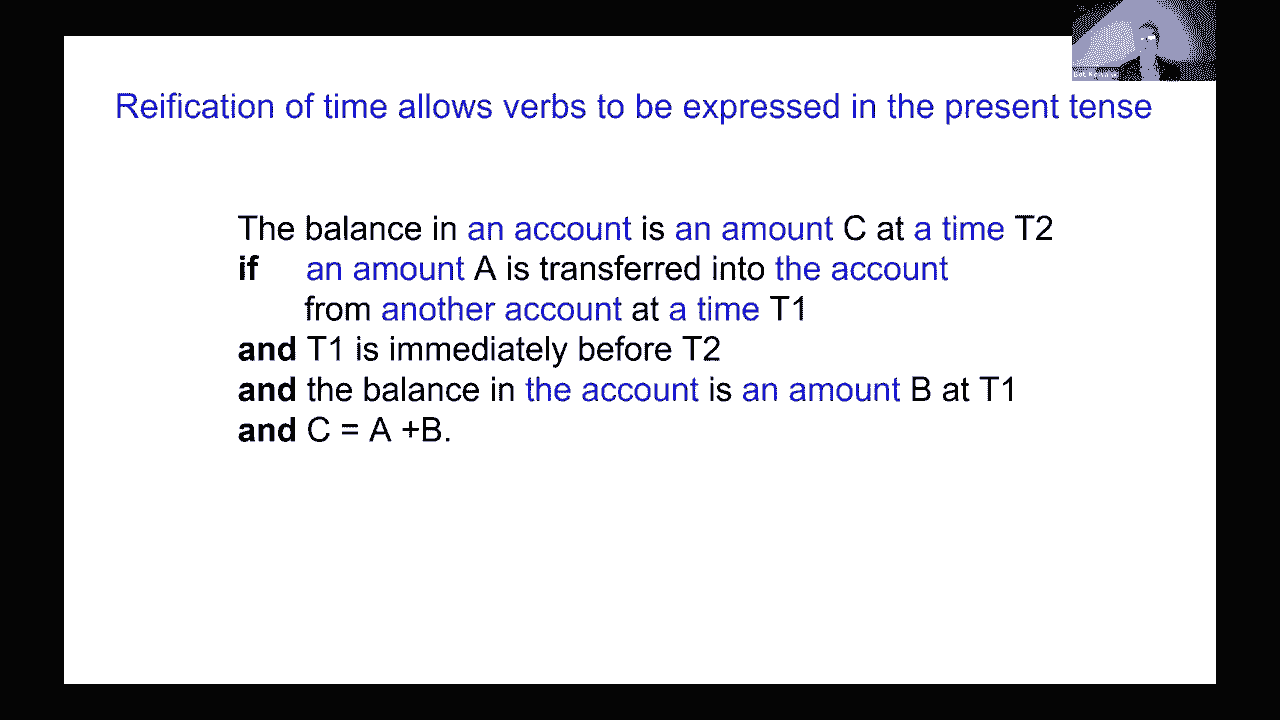 Reification of time allows verbs to be expressed in the present tense
The balance in an account is an amount C at a time T2
if an amount A is transferred into the account
from another account at a time T1
and T1 is immediately before T2
and the balance in the account is an amount B at T1
and C = A +B.